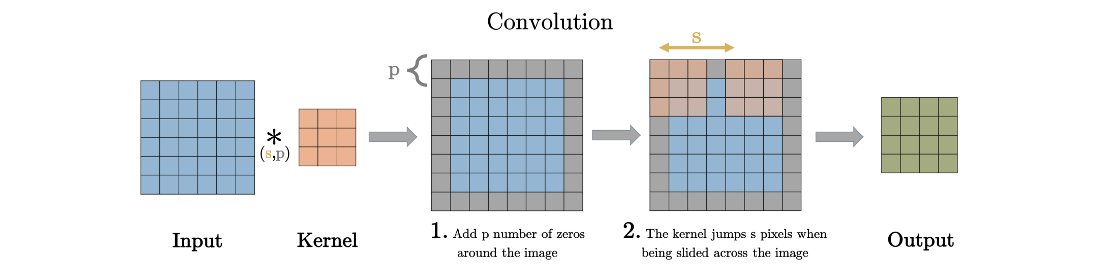 Convolution
s
p
*
(s,p)
Input
Kernel
1. Add p number of zeros
around the image
2. The kernel jumps s pixels when
being slided across the image
Output